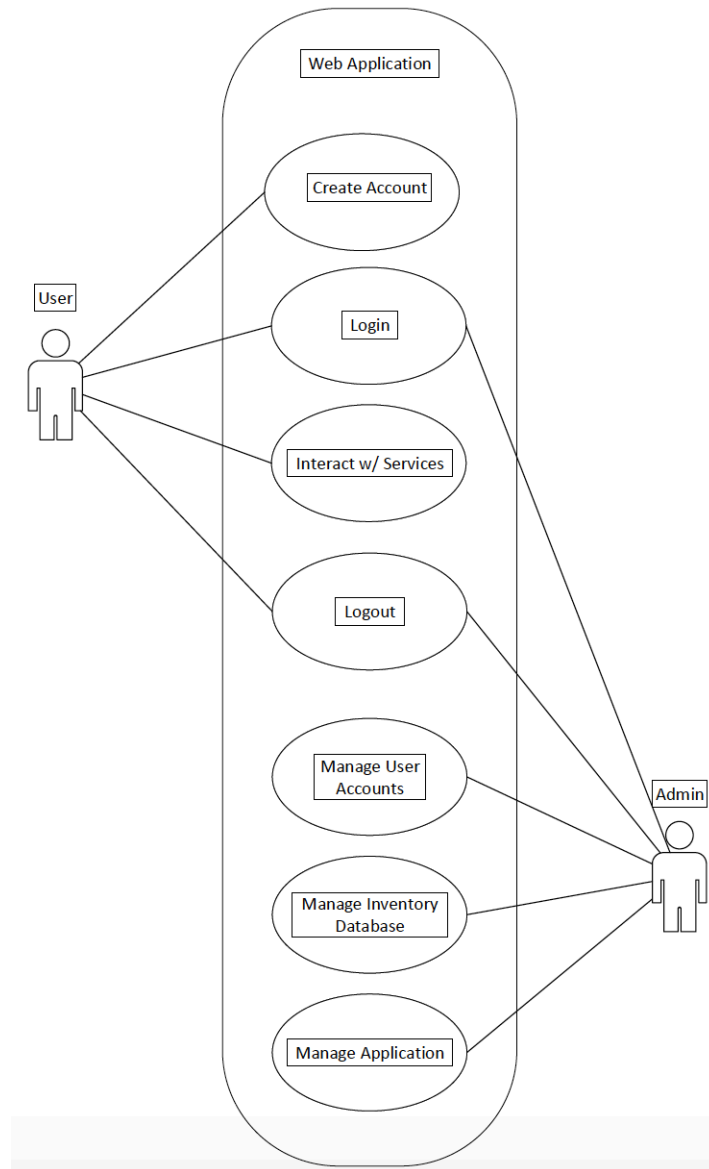 Web Application
Create Account
User
Login
Interact w/ Services
Logout
Manage User
Accounts
Admin
Manage Inventory
Database
Manage Application